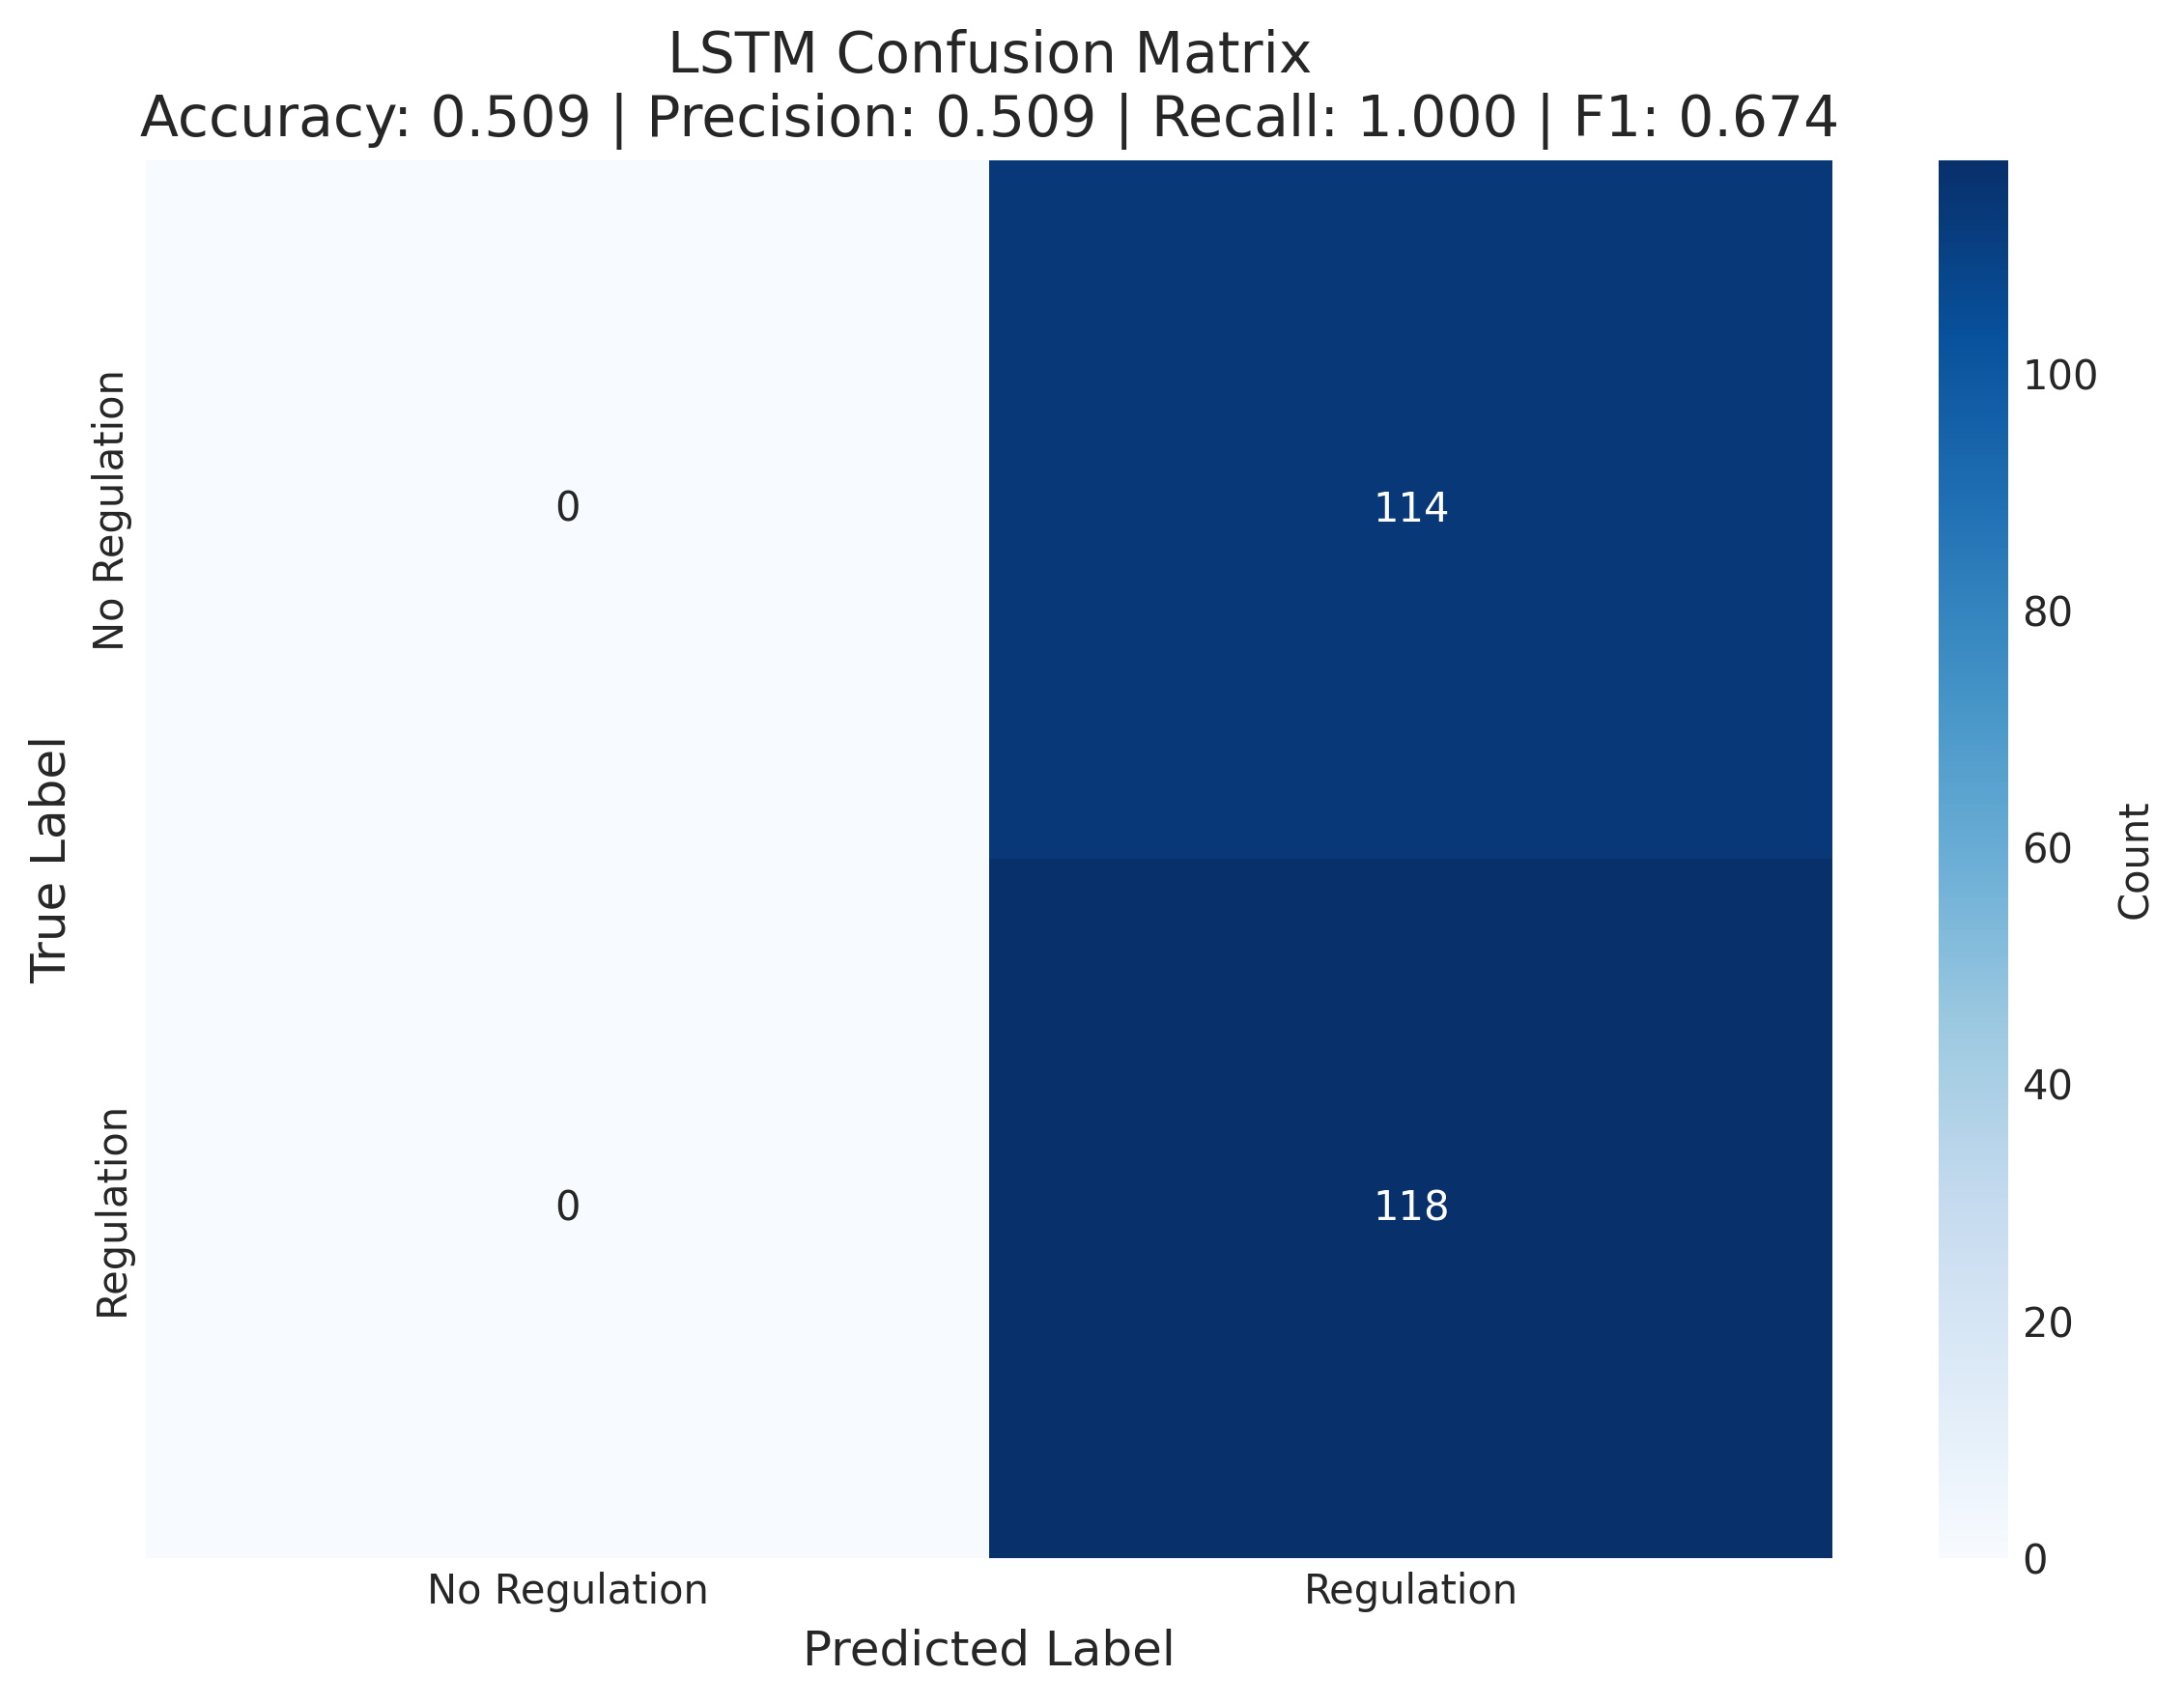 LSTM Confusion Matrix
Accuracy: 0.509 | Precision: 0.509 | Recall: 1.000 | F1: 0.674
True Label
No Regulation
0
114
Regulation
0
118
No Regulation
Regulation
Predicted Label
100
80
60
40
20
0
Count